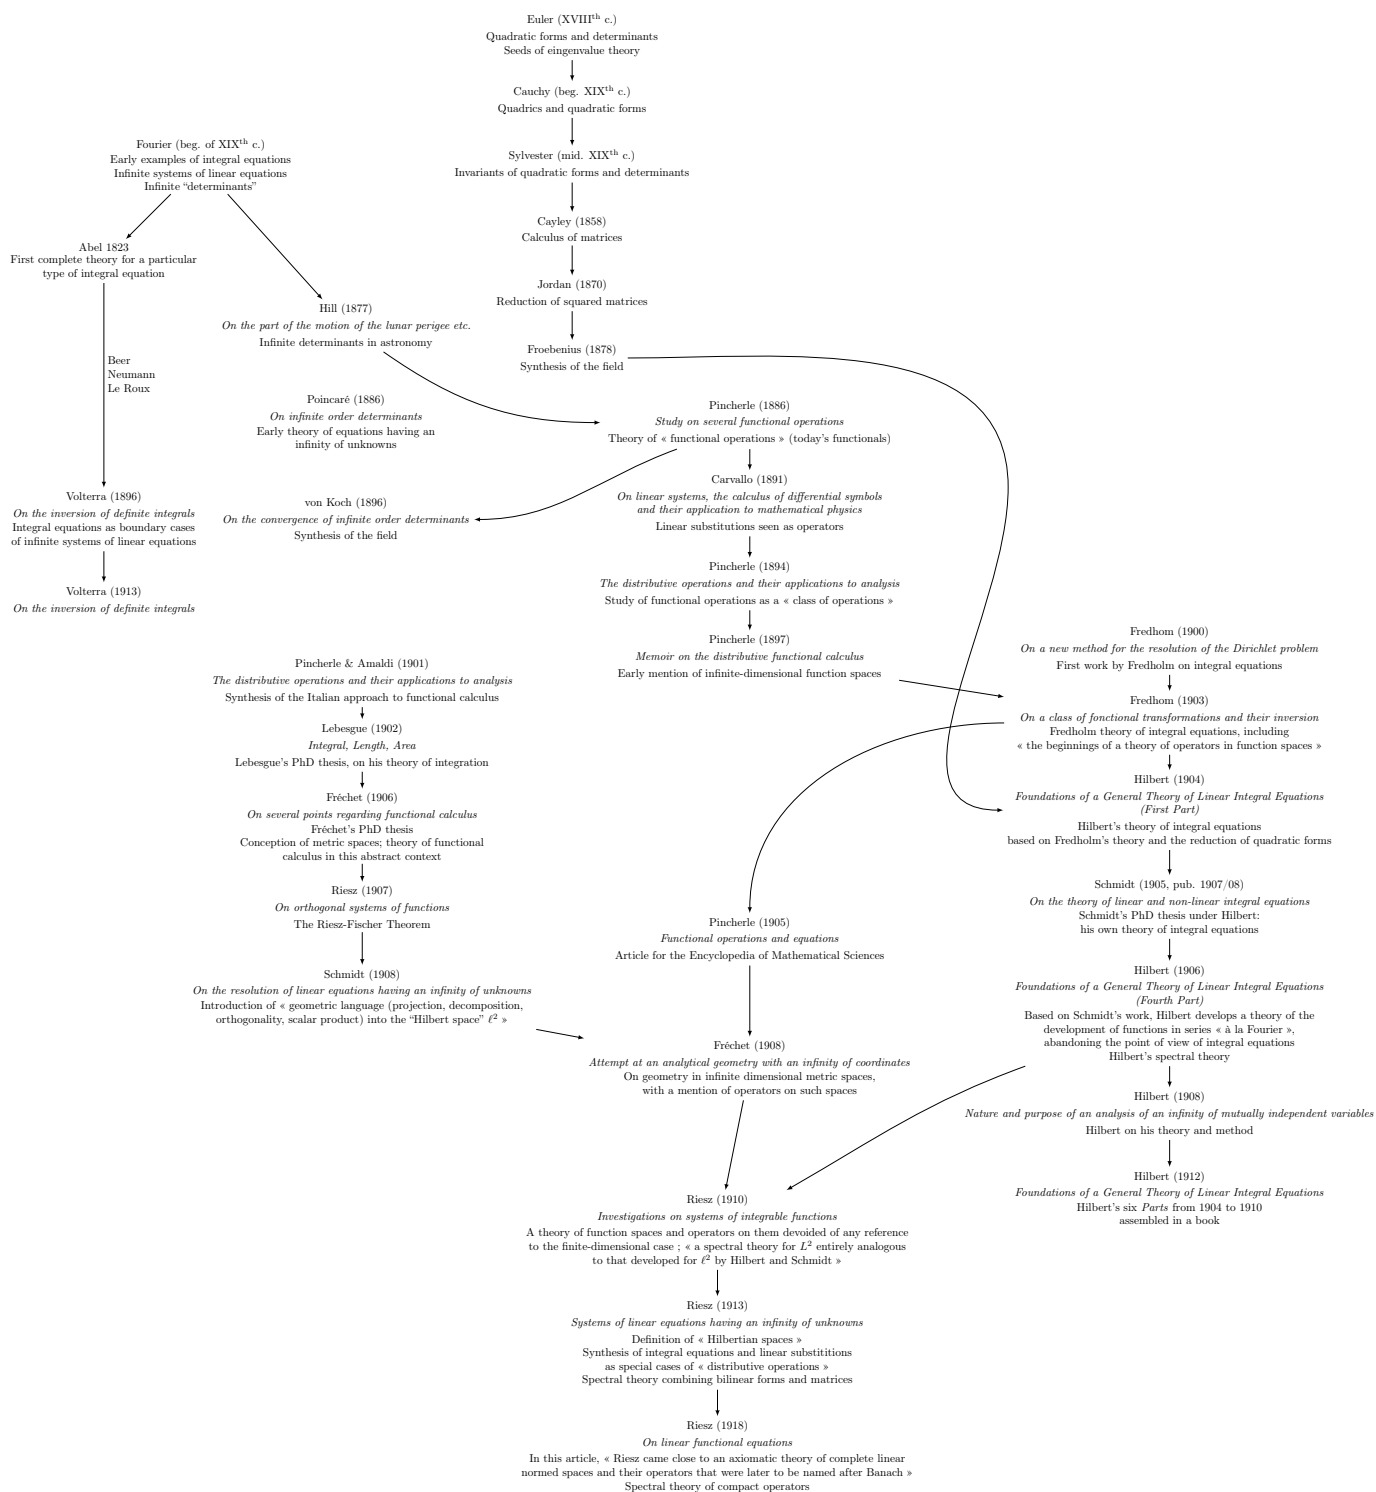 Euler (XVIIIth c.)
Quadratic forms and determinants
Seeds of eingenvalue theory
Cauchy (beg. XIXth c.)
Quadrics and quadratic forms
Sylvester (mid. XIXth c.)
Invariants of quadratic forms and determinants
Cayley (1858)
Calculus of matrices
Jordan (1870)
Reduction of squared matrices
Froebenius (1878)
Synthesis of the field
Fourier (beg. of XIXth c.)
Early examples of integral equations
Infinite systems of linear equations
Infinite “determinants”
Abel 1823
First complete theory for a particular
type of integral equation
Beer
Neumann
Le Roux
Volterra (1896)
On the inversion of definite integrals
Integral equations as boundary cases
of infinite systems of linear equations
Volterra (1913)
On the inversion of definite integrals
Hill (1877)
On the part of the motion of the lunar perigee etc.
Infinite determinants in astronomy
Poincaré (1886)
On infinite order determinants
Early theory of equations having an
infinity of unknowns
von Koch (1896)
On the convergence of infinite order determinants
Synthesis of the field
Pincherle (1886)
Study on several functional operations
Theory of « functional operations » (today's functionals)
Carvallo (1891)
On linear systems, the calculus of differential symbols
and their application to mathematical physics
Linear substitutions seen as operators
Pincherle (1894)
The distributive operations and their applications to analysis
Study of functional operations as a « class of operations »
Pincherle (1897)
Memoir on the distributive functional calculus
Early mention of infinite-dimensional function spaces
Fredhom (1900)
On a new method for the resolution of the Dirichlet problem
First work by Fredholm on integral equations
Fredhom (1903)
On a class of fonctional transformations and their inversion
Fredholm theory of integral equations, including
« the beginnings of a theory of operators in function spaces »
Hilbert (1904)
Foundations of a General Theory of Linear Integral Equations
(First Part)
Hilbert's theory of integral equations
based on Fredholm's theory and the reduction of quadratic forms
Schmidt (1905, pub. 1907/08)
On the theory of linear and non-linear integral equations
Schmidt's PhD thesis under Hilbert:
his own theory of integral equations
Hilbert (1906)
Foundations of a General Theory of Linear Integral Equations
(Fourth Part)
Based on Schmidt's work, Hilbert develops a theory of the
development of functions in series « à la Fourier »,
abandoning the point of view of integral equations
Hilbert's spectral theory
Hilbert (1908)
Nature and purpose of an analysis of an infinity of mutually independent variables
Hilbert on his theory and method
Hilbert (1912)
Foundations of a General Theory of Linear Integral Equations
Hilbert's six Parts from 1904 to 1910
assembled in a book
Pincherle & Amaldi (1901)
The distributive operations and their applications to analysis
Synthesis of the Italian approach to functional calculus
Lebesgue (1902)
Integral, Length, Area
Lebesgue's PhD thesis, on his theory of integration
Fréchet (1906)
On several points regarding functional calculus
Fréchet's PhD thesis
Conception of metric spaces; theory of functional
calculus in this abstract context
Riesz (1907)
On orthogonal systems of functions
The Riesz-Fischer Theorem
Schmidt (1908)
On the resolution of linear equations having an infinity of unknowns
Introduction of « geometric language (projection, decomposition,
orthogonality, scalar product) into the “Hilbert space” ℓ² »
Pincherle (1905)
Functional operations and equations
Article for the Encyclopedia of Mathematical Sciences
Fréchet (1908)
Attempt at an analytical geometry with an infinity of coordinates
On geometry in infinite dimensional metric spaces,
with a mention of operators on such spaces
Riesz (1910)
Investigations on systems of integrable functions
A theory of function spaces and operators on them devoided of any reference
to the finite-dimensional case ; « a spectral theory for L² entirely analogous
to that developed for ℓ² by Hilbert and Schmidt »
Riesz (1913)
Systems of linear equations having an infinity of unknowns
Definition of « Hilbertian spaces »
Synthesis of integral equations and linear substititions
as special cases of « distributive operations »
Spectral theory combining bilinear forms and matrices
Riesz (1918)
On linear functional equations
In this article, « Riesz came close to an axiomatic theory of complete linear
normed spaces and their operators that were later to be named after Banach »
Spectral theory of compact operators